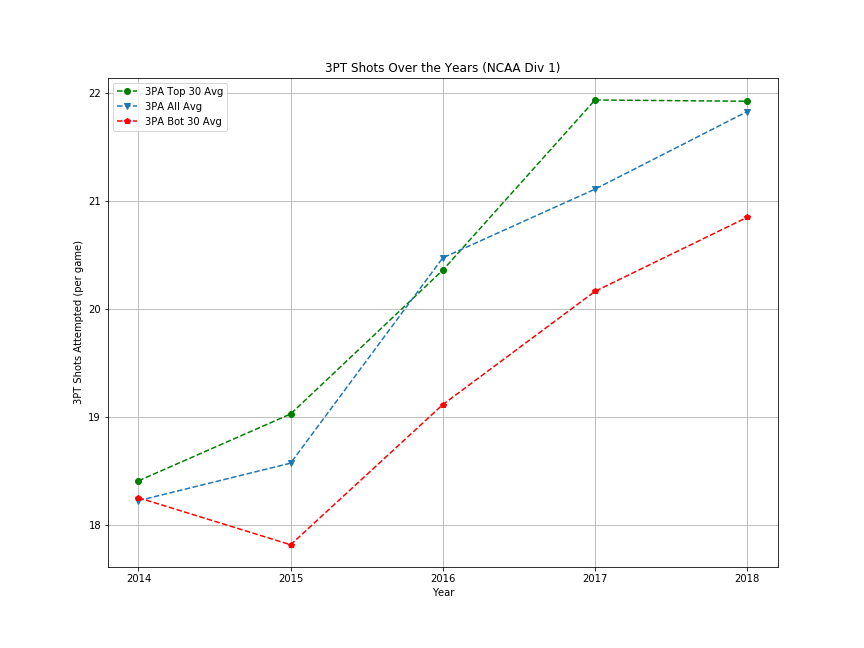 3PT Shots Over the Years (NCAA Div 1)
3PA Top 30 Avg
3PA All Avg
3PA Bot 30 Avg
3PT Shots Attempted (per game)
22
21
20
19
18
2014 2015 2016 2017 2018
Year